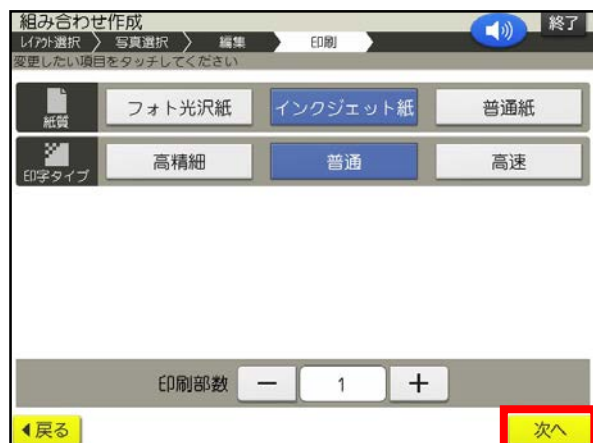 組み合わせ作成
終了
ﾚｲｱｳﾄ選択 写真選択 編集 印刷
変更したい項目をタッチしてください
紙質 フォト光沢紙 インクジェット紙 普通紙
印字タイプ 高精細 普通 高速
印刷部数 － 1 ＋
戻る 次へ